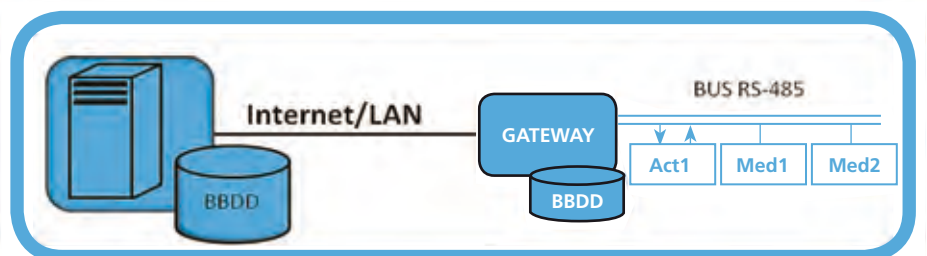 Internet/LAN
BUS RS-485
GATEWAY
Act1
Med1
Med2
BBDD
BBDD